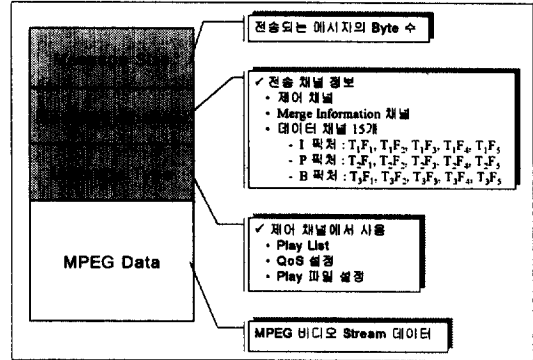 전송되는 메시지의 Byte 수
Message Size
✓ 전송 채널 정보
• 제어 채널
• Merge Information 채널
• 데이터 채널 15개
- I 픽처 : T₁F₁, T₁F₂, T₁F₃, T₁F₄, T₁F₅
- P 픽처 : T₂F₁, T₂F₂, T₂F₃, T₂F₄, T₂F₅
- B 픽처 : T₃F₁, T₃F₂, T₃F₃, T₃F₄, T₃F₅
✓ 제어 채널에서 사용
• Play List
• QoS 설정
• Play 파일 설정
MPEG Data
MPEG 비디오 Stream 데이터